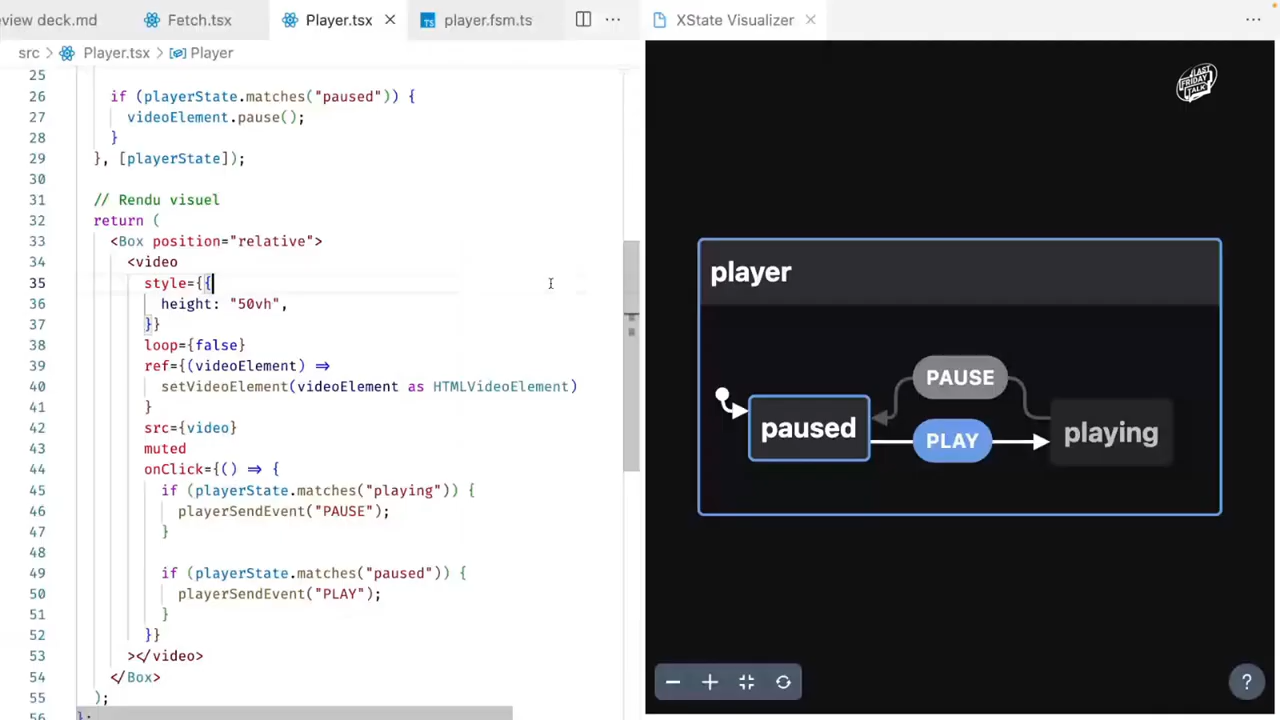 eview deck.md
Fetch.tsx
Player.tsx
TS player.fsm.ts
XState Visualizer
src > Player.tsx > Player
25
26 if (playerState.matches("paused")) {
27 videoElement.pause();
28 }
29 }, [playerState]);
30
31 // Rendu visuel
32 return (
33 <Box position="relative">
34 <video
35 style={{
36 height: "50vh",
37 }}
38 loop={false}
39 ref={(videoElement) =>
40 setVideoElement(videoElement as HTMLVideoElement)
41 }
42 src={video}
43 muted
44 onClick={() => {
45 if (playerState.matches("playing")) {
46 playerSendEvent("PAUSE");
47 }
48
49 if (playerState.matches("paused")) {
50 playerSendEvent("PLAY");
51 }
52 }}
53 ></video>
54 </Box>
55 );
56 };
LAST
FRIDAY
TALK
player
PAUSE
paused
PLAY
playing
?